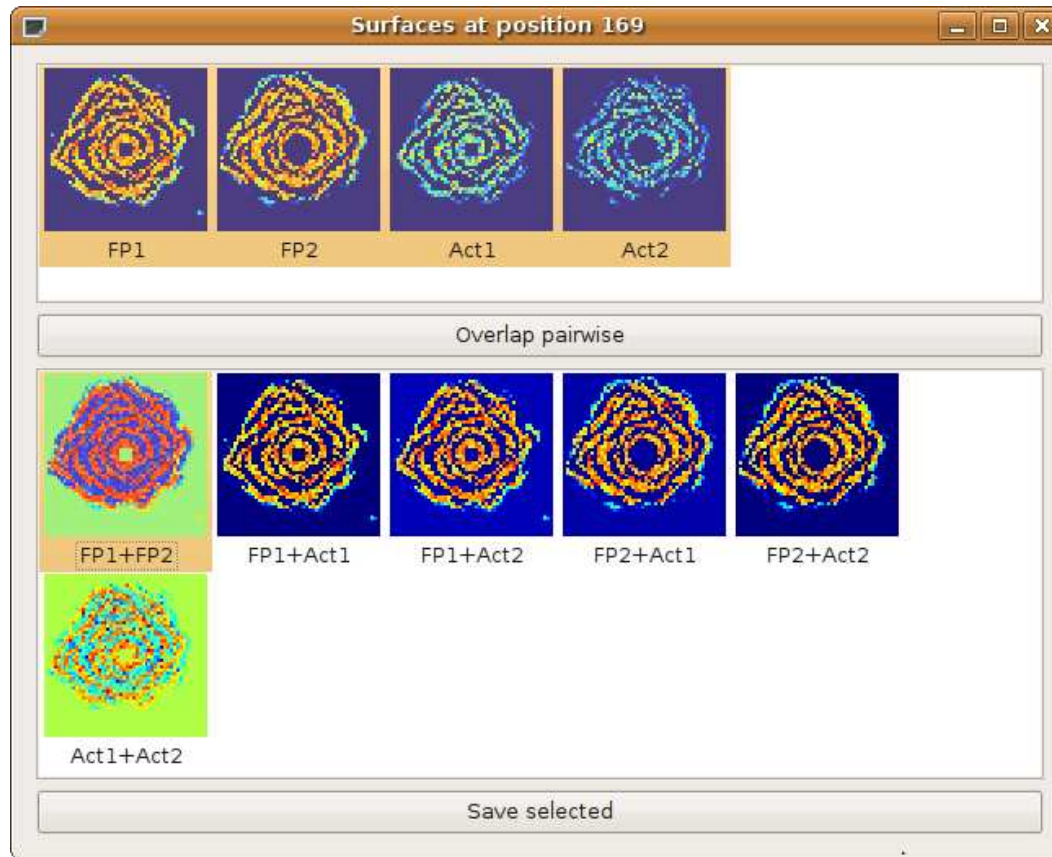 Surfaces at position 169
FP1 FP2 Act1 Act2
Overlap pairwise
FP1+FP2 FP1+Act1 FP1+Act2 FP2+Act1 FP2+Act2
Act1+Act2
Save selected